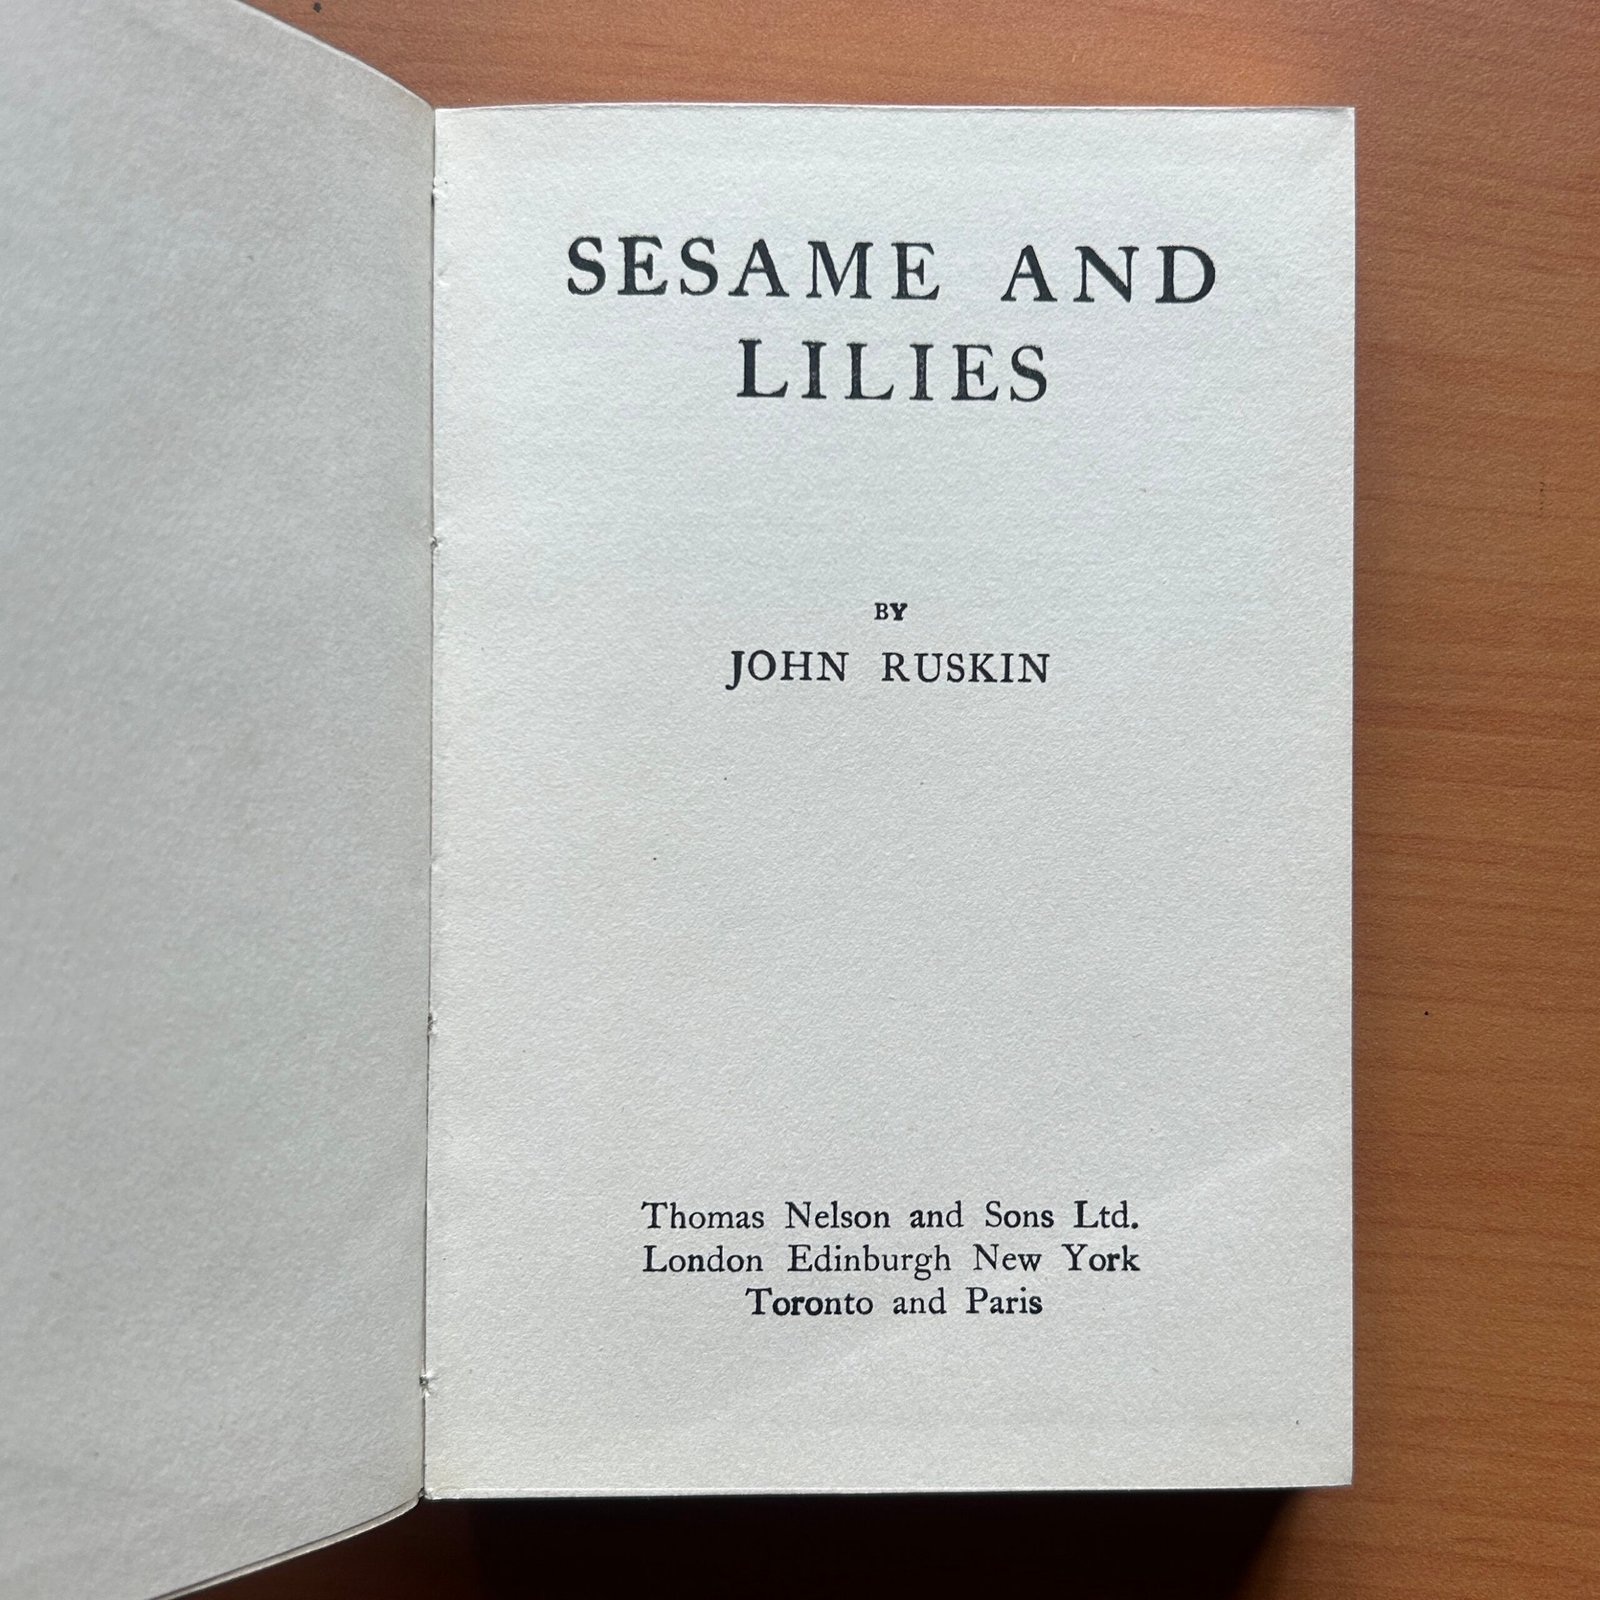 SESAME AND
LILIES
BY
JOHN RUSKIN
Thomas Nelson and Sons Ltd.
London Edinburgh New York
Toronto and Paris